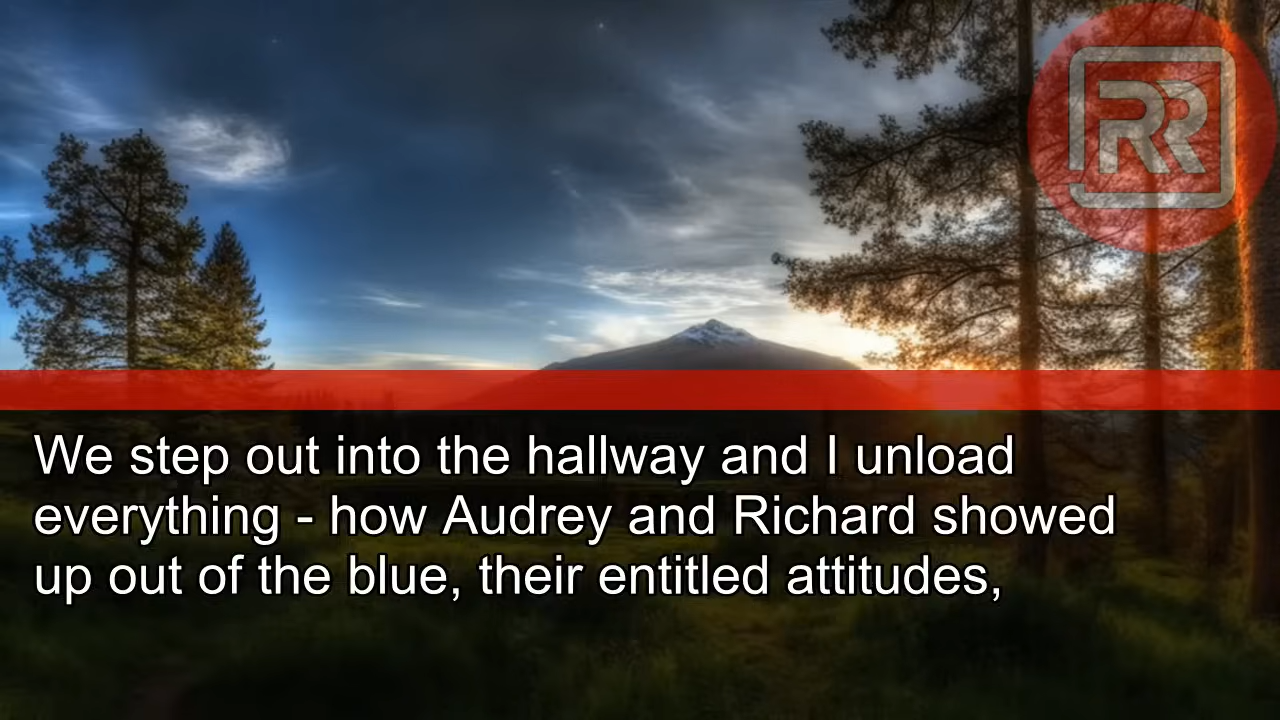 RR
We step out into the hallway and I unload
everything - how Audrey and Richard showed
up out of the blue, their entitled attitudes,